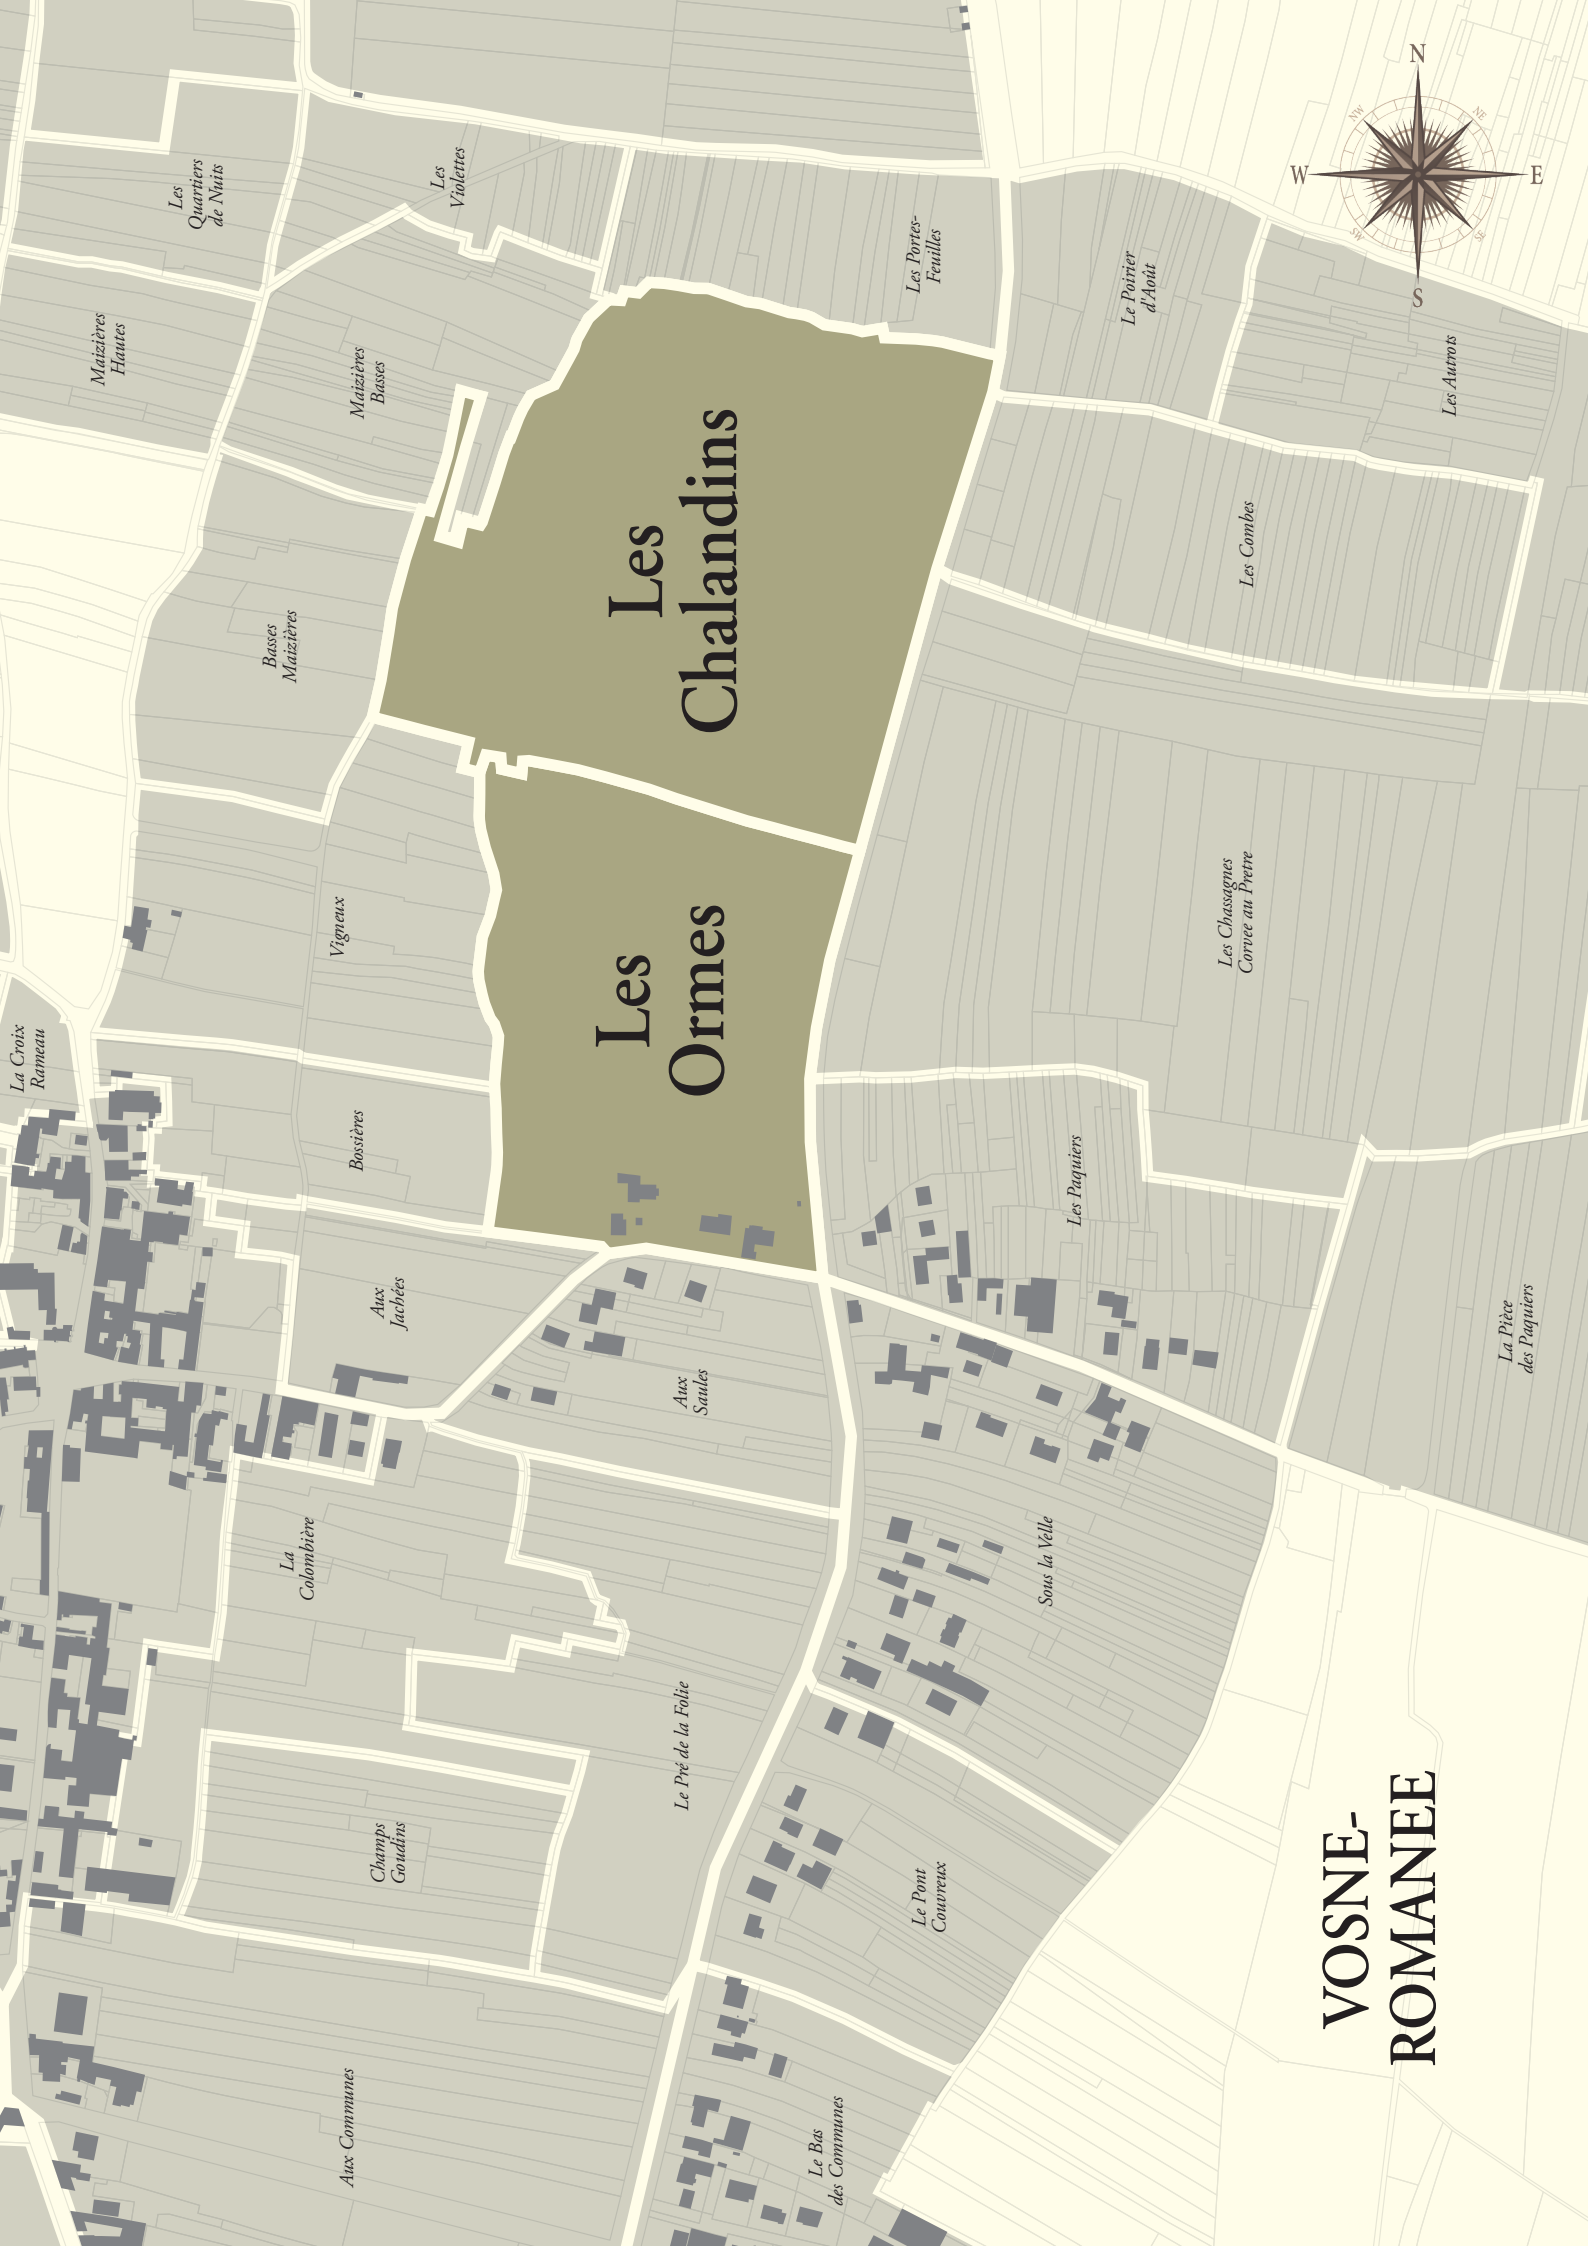 N
NW
NE
W
E
SW
SE
S
Les
Quartiers
de Nuits
Les
Violettes
Les Portes-
Feuilles
Le Poirier
d'Août
Les Autrots
Maizières
Hautes
Maizières
Basses
Les
Chalandins
Les Combes
Basses
Maizières
Vigneux
Les
Ormes
Les Chassagnes
Corvee au Pretre
La Croix
Rameau
Bossières
Les Paquiers
Aux
Jachées
Aux
Saules
La Pièce
des Paquiers
La
Colombière
Sous la Velle
Le Pré de la Folie
Champs
Goudins
Le Pont
Couvreux
VOSNE-
ROMANEE
Aux Communes
Le Bas
des Communes